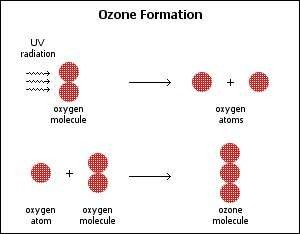 Ozone Formation
UV
radiation
oxygen
molecule
+
oxygen
atoms
+
oxygen
atom
oxygen
molecule
ozone
molecule